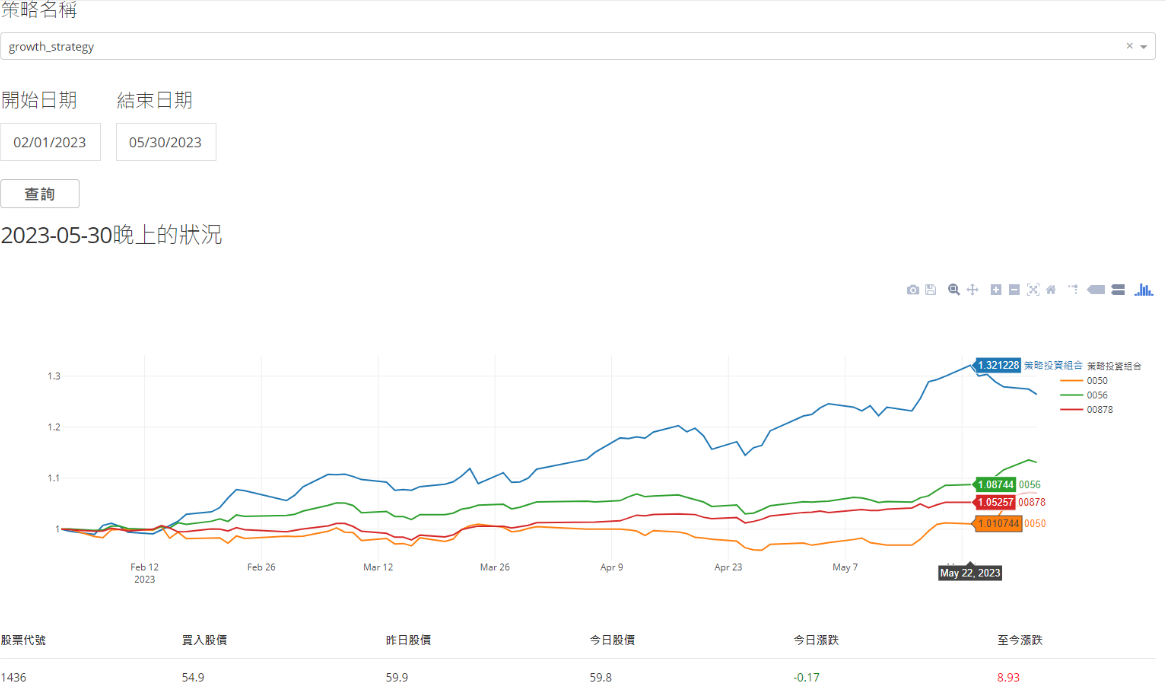 策略名稱
growth_strategy
開始日期 結束日期
02/01/2023 05/30/2023
查詢
2023-05-30晚上的狀況
1.3
1.2
1.1
1
1.321228 策略投資組合
1.08744 0056
1.05257 00878
1.010744 0050
策略投資組合
0050
0056
00878
Feb 12 Feb 26 Mar 12 Mar 26 Apr 9 Apr 23 May 7
2023
May 22, 2023
股票代號 買入股價 昨日股價 今日股價 今日漲跌 至今漲跌
1436 54.9 59.9 59.8 -0.17 8.93